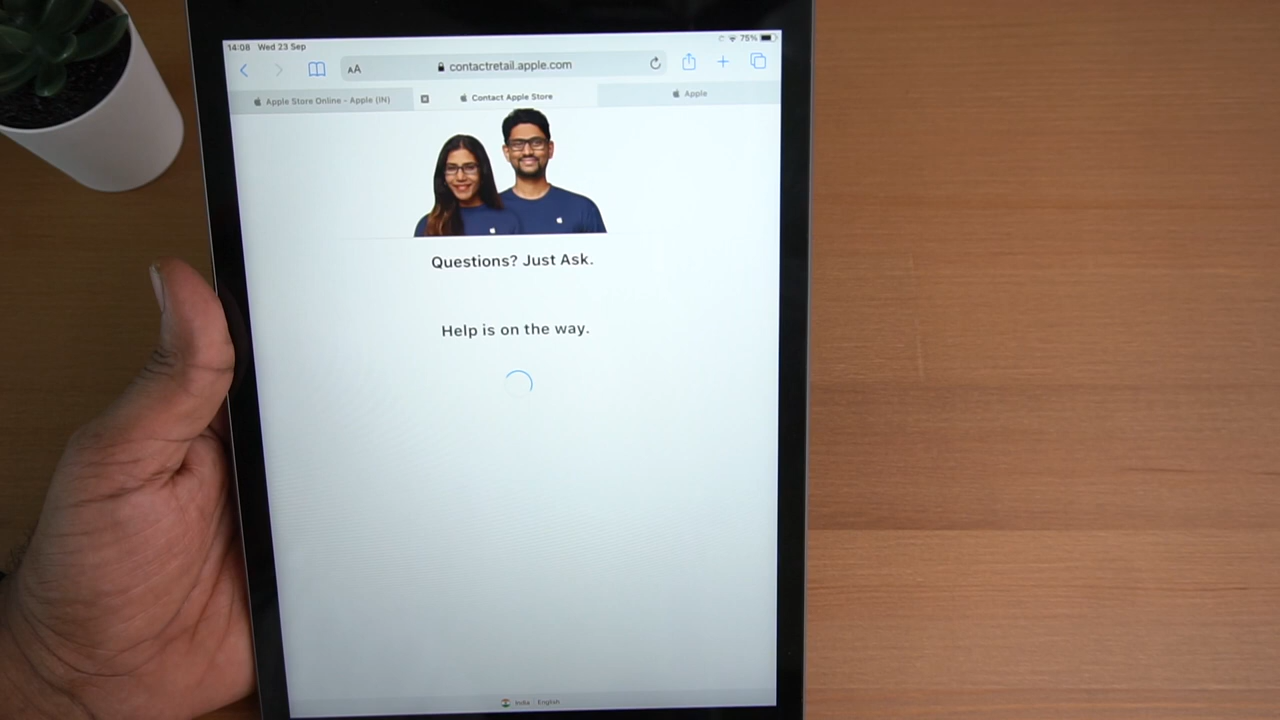 14:08 Wed 23 Sep
75%
AA
contactretail.apple.com
Apple Store Online - Apple (IN)
Contact Apple Store
Apple
Questions? Just Ask.
Help is on the way.
India | English